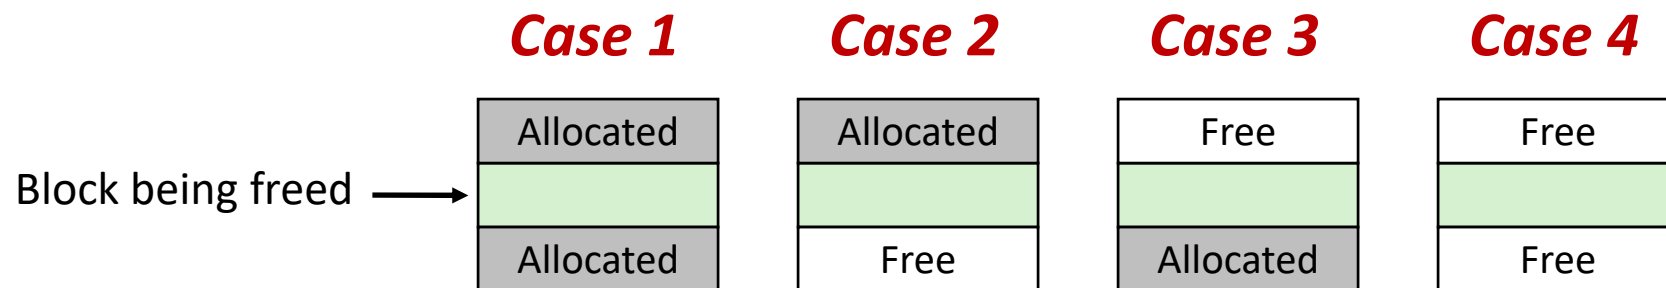 Case 1 Case 2 Case 3 Case 4
Allocated Allocated Free Free
Block being freed
Allocated Free Allocated Free